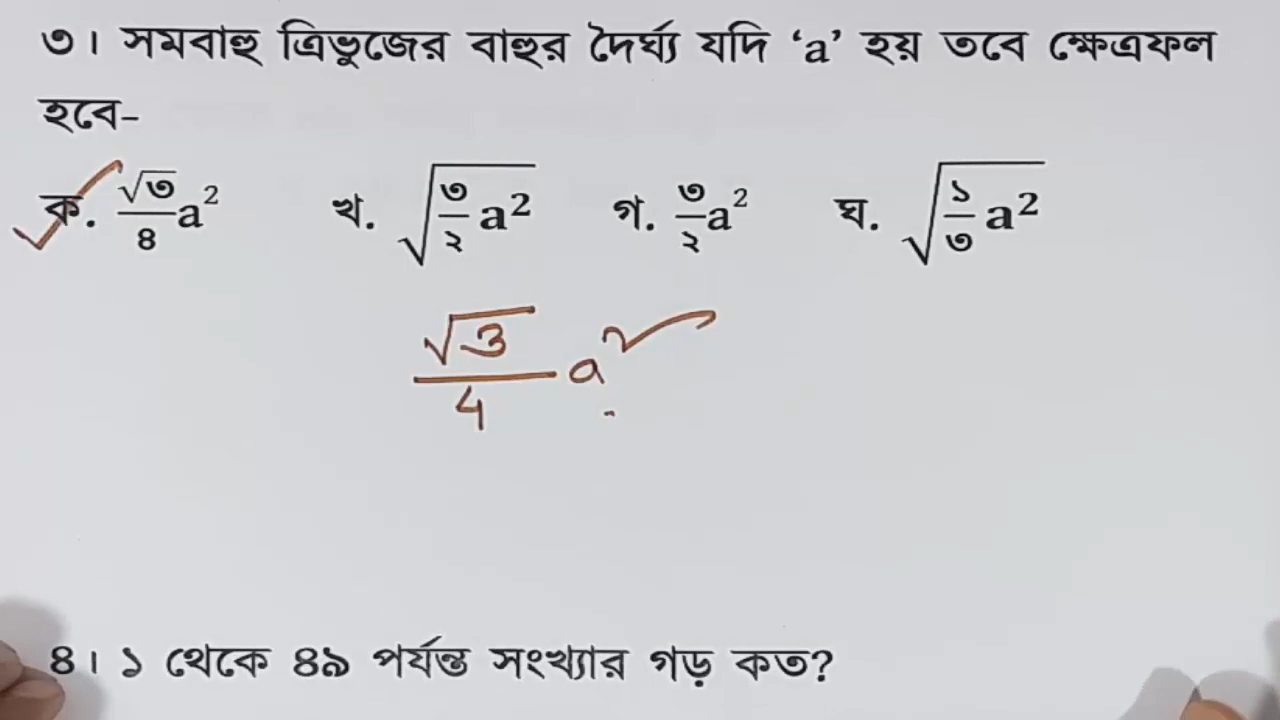 ৩। সমবাহু ত্রিভুজের বাহুর দৈর্ঘ্য যদি ‘a’ হয় তবে ক্ষেত্রফল
হবে-
ক. √৩/৪ a² খ. √(৩/২ a²) গ. ৩/২ a² ঘ. √(১/৩ a²)
√3/4 a²
৪। ১ থেকে ৪৯ পর্যন্ত সংখ্যার গড় কত?